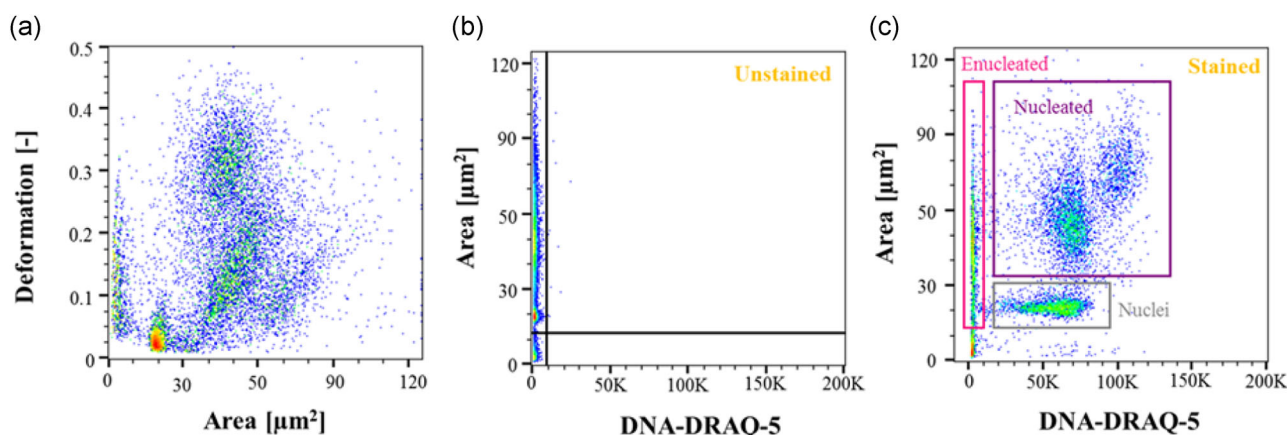 (a)
0.5
0.4
0.3
0.2
0.1
0
Deformation [-]
0 30 50 90 120
Area [µm²]
(b)
Unstained
120
90
50
30
0
Area [µm²]
0 50K 100K 150K 200K
DNA-DRAQ-5
(c)
Enucleated
Stained
Nucleated
Nuclei
120
90
50
30
0
Area [µm²]
0 50K 100K 150K 200K
DNA-DRAQ-5